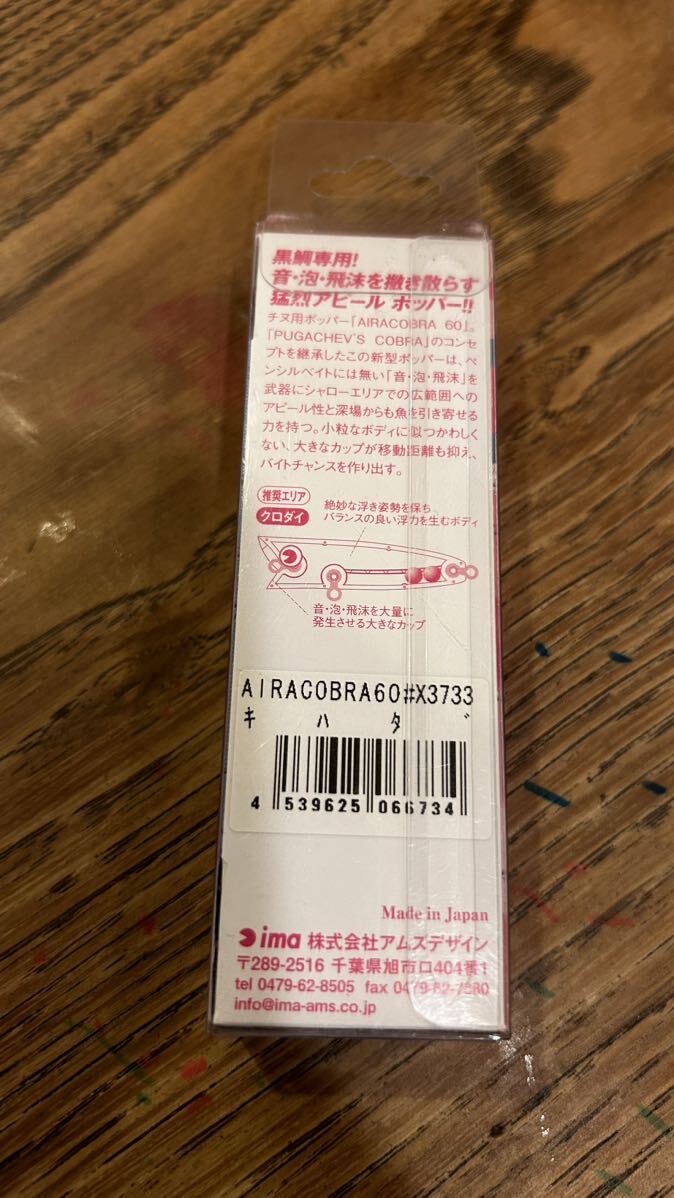 黒鯛専用!
音・泡・飛沫を撒き散らす
猛烈アピール ポッパー!!
チヌ用ポッパー「AIRACOBRA 60」。
「PUGACHEV'S COBRA」のコンセ
プトを継承したこの新型ポッパーは、ペ
ンシルベイトには無い「音・泡・飛沫」を
武器にシャローエリアでの広範囲への
アピール性と深場からも魚を引き寄せる
力を持つ。小粒なボディに似つかわしく
ない、大きなカップが移動距離も抑え、
バイトチャンスを作り出す。
推奨エリア
クロダイ
絶妙な浮き姿勢を保ち
バランスの良い浮力を生むボディ
音・泡・飛沫を大量に
発生させる大きなカップ
AIRACOBRA60#X3733
キハタﾞ
4 539625 066734
Made in Japan
ima 株式会社アムズデザイン
〒289-2516 千葉県旭市ロ404番1
tel 0479-62-8505 fax 0479-62-7280
info@ima-ams.co.jp